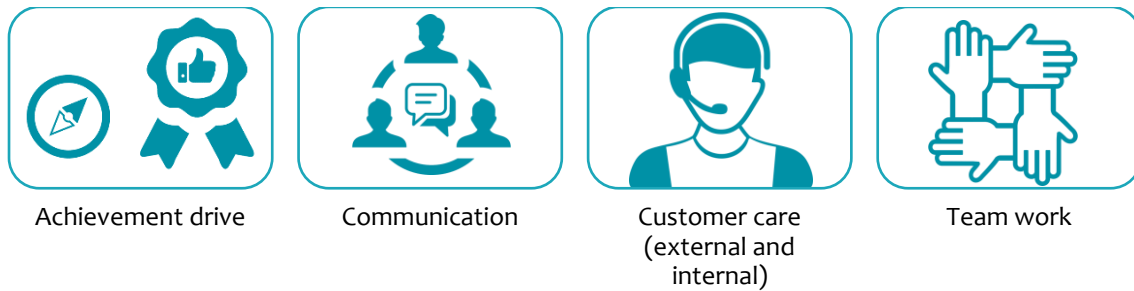 Achievement drive
Communication
Customer care
(external and
internal)
Team work